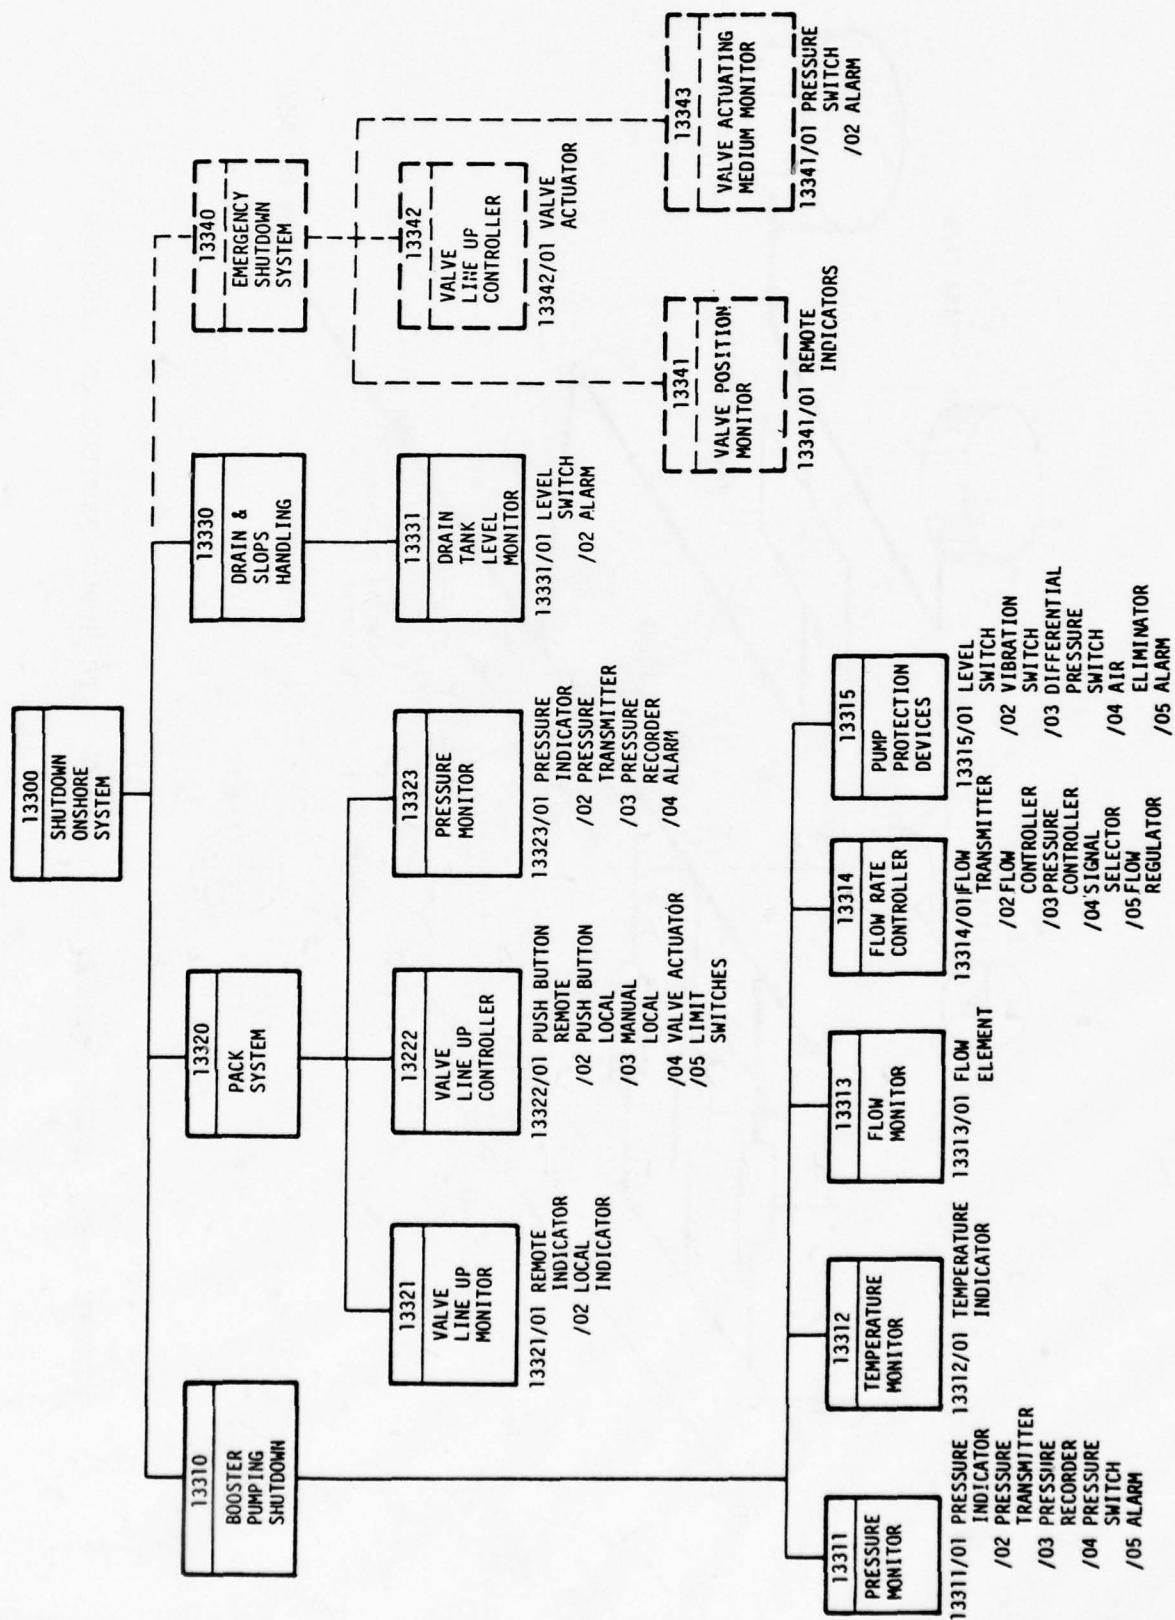 13300
SHUTDOWN
ONSHORE
SYSTEM
13310
BOOSTER
PUMPING
SHUTDOWN
13320
PACK
SYSTEM
13330
DRAIN &
SLOPS
HANDLING
13340
EMERGENCY
SHUTDOWN
SYSTEM
13321
VALVE
LINE UP
MONITOR
13321/01 REMOTE
INDICATOR
/02 LOCAL
INDICATOR
13222
VALVE
LINE UP
CONTROLLER
13322/01 PUSH BUTTON
REMOTE
/02 PUSH BUTTON
LOCAL
/03 MANUAL
LOCAL
/04 VALVE ACTUATOR
/05 LIMIT
SWITCHES
13323
PRESSURE
MONITOR
13323/01 PRESSURE
INDICATOR
/02 PRESSURE
TRANSMITTER
/03 PRESSURE
RECORDER
/04 ALARM
13331
DRAIN
TANK
LEVEL
MONITOR
13331/01 LEVEL
SWITCH
/02 ALARM
13342
VALVE
LINE UP
CONTROLLER
13342/01 VALVE
ACTUATOR
13341
VALVE POSITION
MONITOR
13341/01 REMOTE
INDICATORS
13343
VALVE ACTUATING
MEDIUM MONITOR
13341/01 PRESSURE
SWITCH
/02 ALARM
13311
PRESSURE
MONITOR
13311/01 PRESSURE
INDICATOR
/02 PRESSURE
TRANSMITTER
/03 PRESSURE
RECORDER
/04 PRESSURE
SWITCH
/05 ALARM
13312
TEMPERATURE
MONITOR
13312/01 TEMPERATURE
INDICATOR
13313
FLOW
MONITOR
13313/01 FLOW
ELEMENT
13314
FLOW RATE
CONTROLLER
13314/01 FLOW
TRANSMITTER
/02 FLOW
CONTROLLER
/03 PRESSURE
CONTROLLER
/04 SIGNAL
SELECTOR
/05 FLOW
REGULATOR
13315
PUMP
PROTECTION
DEVICES
13315/01 LEVEL
SWITCH
/02 VIBRATION
SWITCH
/03 DIFFERENTIAL
PRESSURE
SWITCH
/04 AIR
ELIMINATOR
/05 ALARM